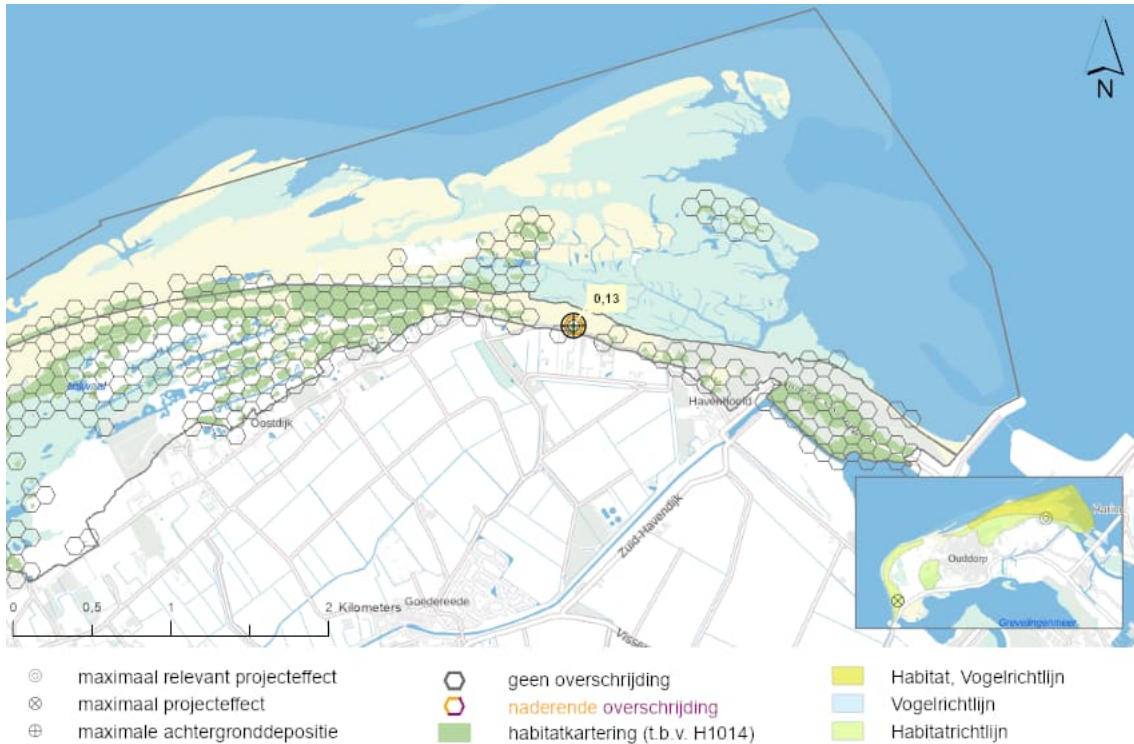 N
0,13
Oostdijk
Havenhoofd
Zuid-Havendijk
Goedereede
0 0,5 1 2 Kilometers
Ouddorp
Grevelingenmeer
maximaal relevant projecteffect
maximaal projecteffect
maximale achtergronddepositie
geen overschrijding
naderende overschrijding
habitatkartering (t.b.v. H1014)
Habitat, Vogelrichtlijn
Vogelrichtlijn
Habitatrichtlijn